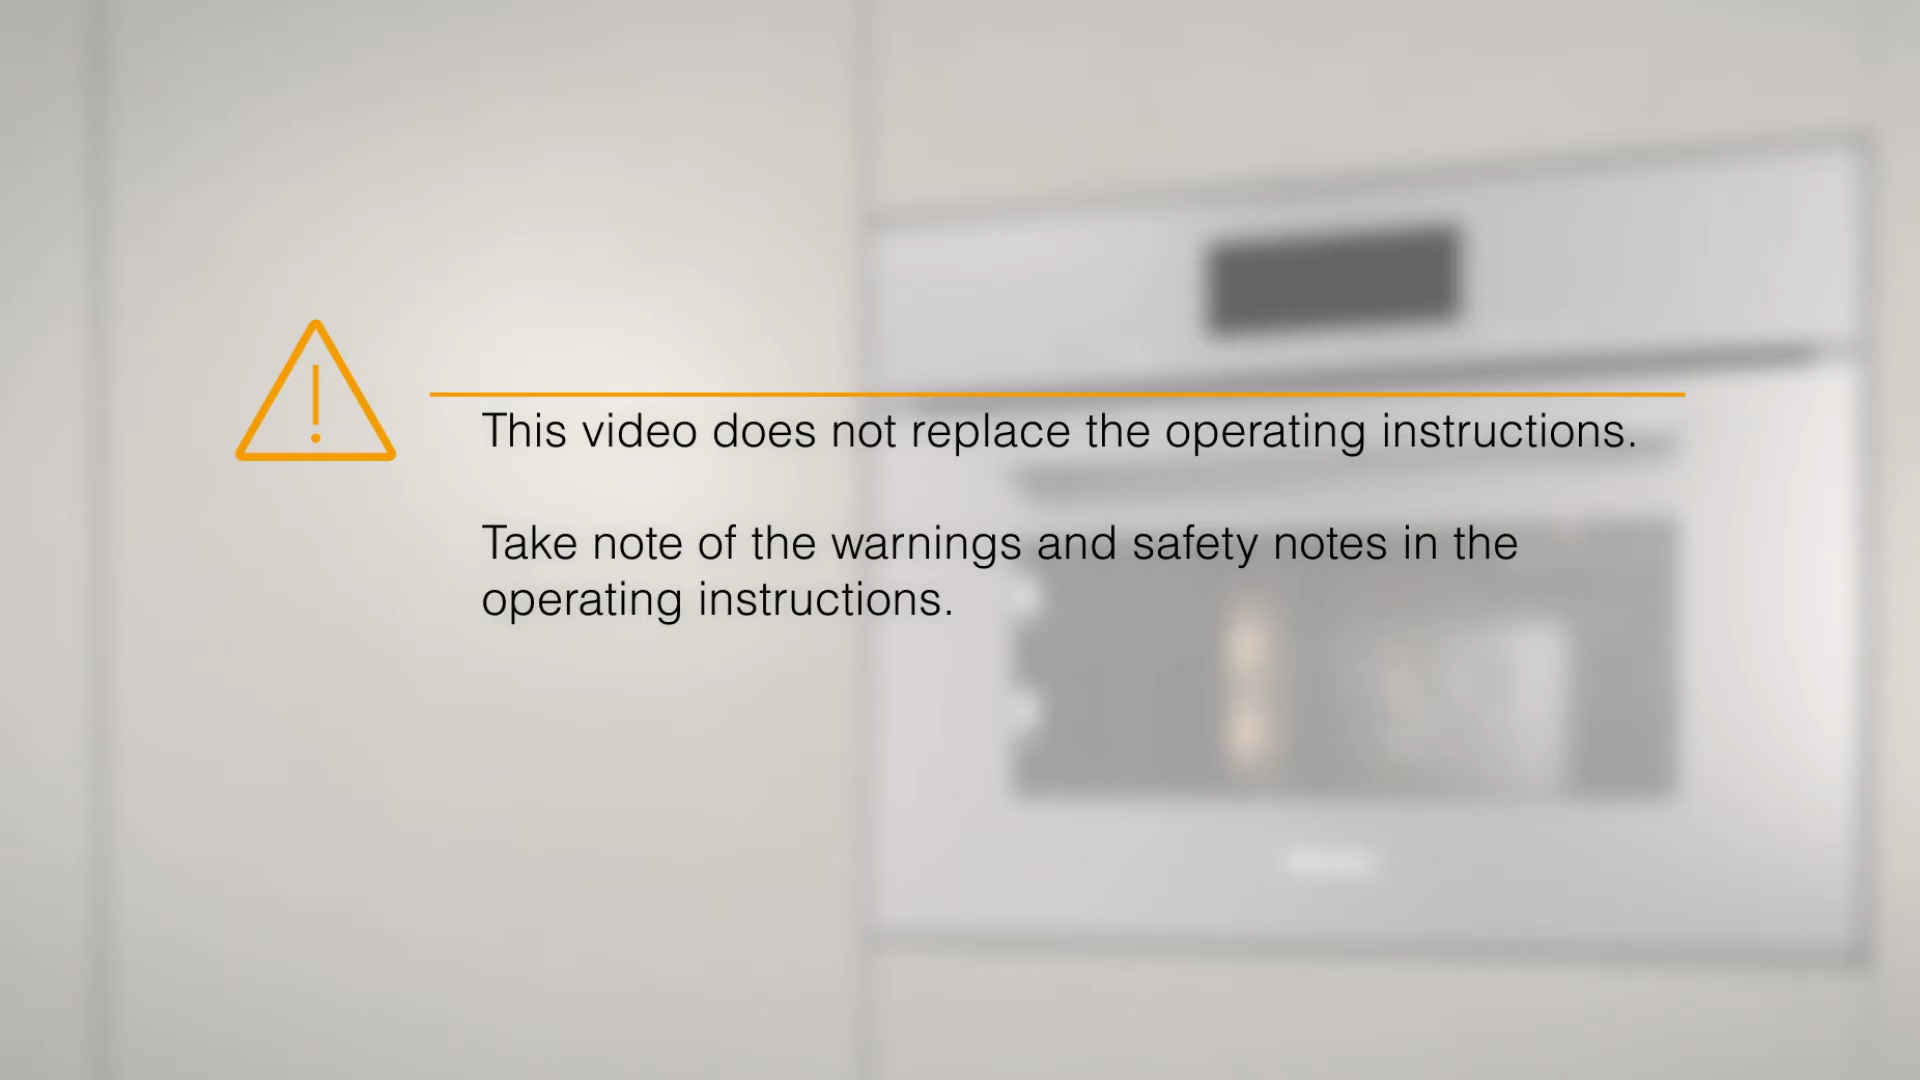 This video does not replace the operating instructions.
Take note of the warnings and safety notes in the
operating instructions.